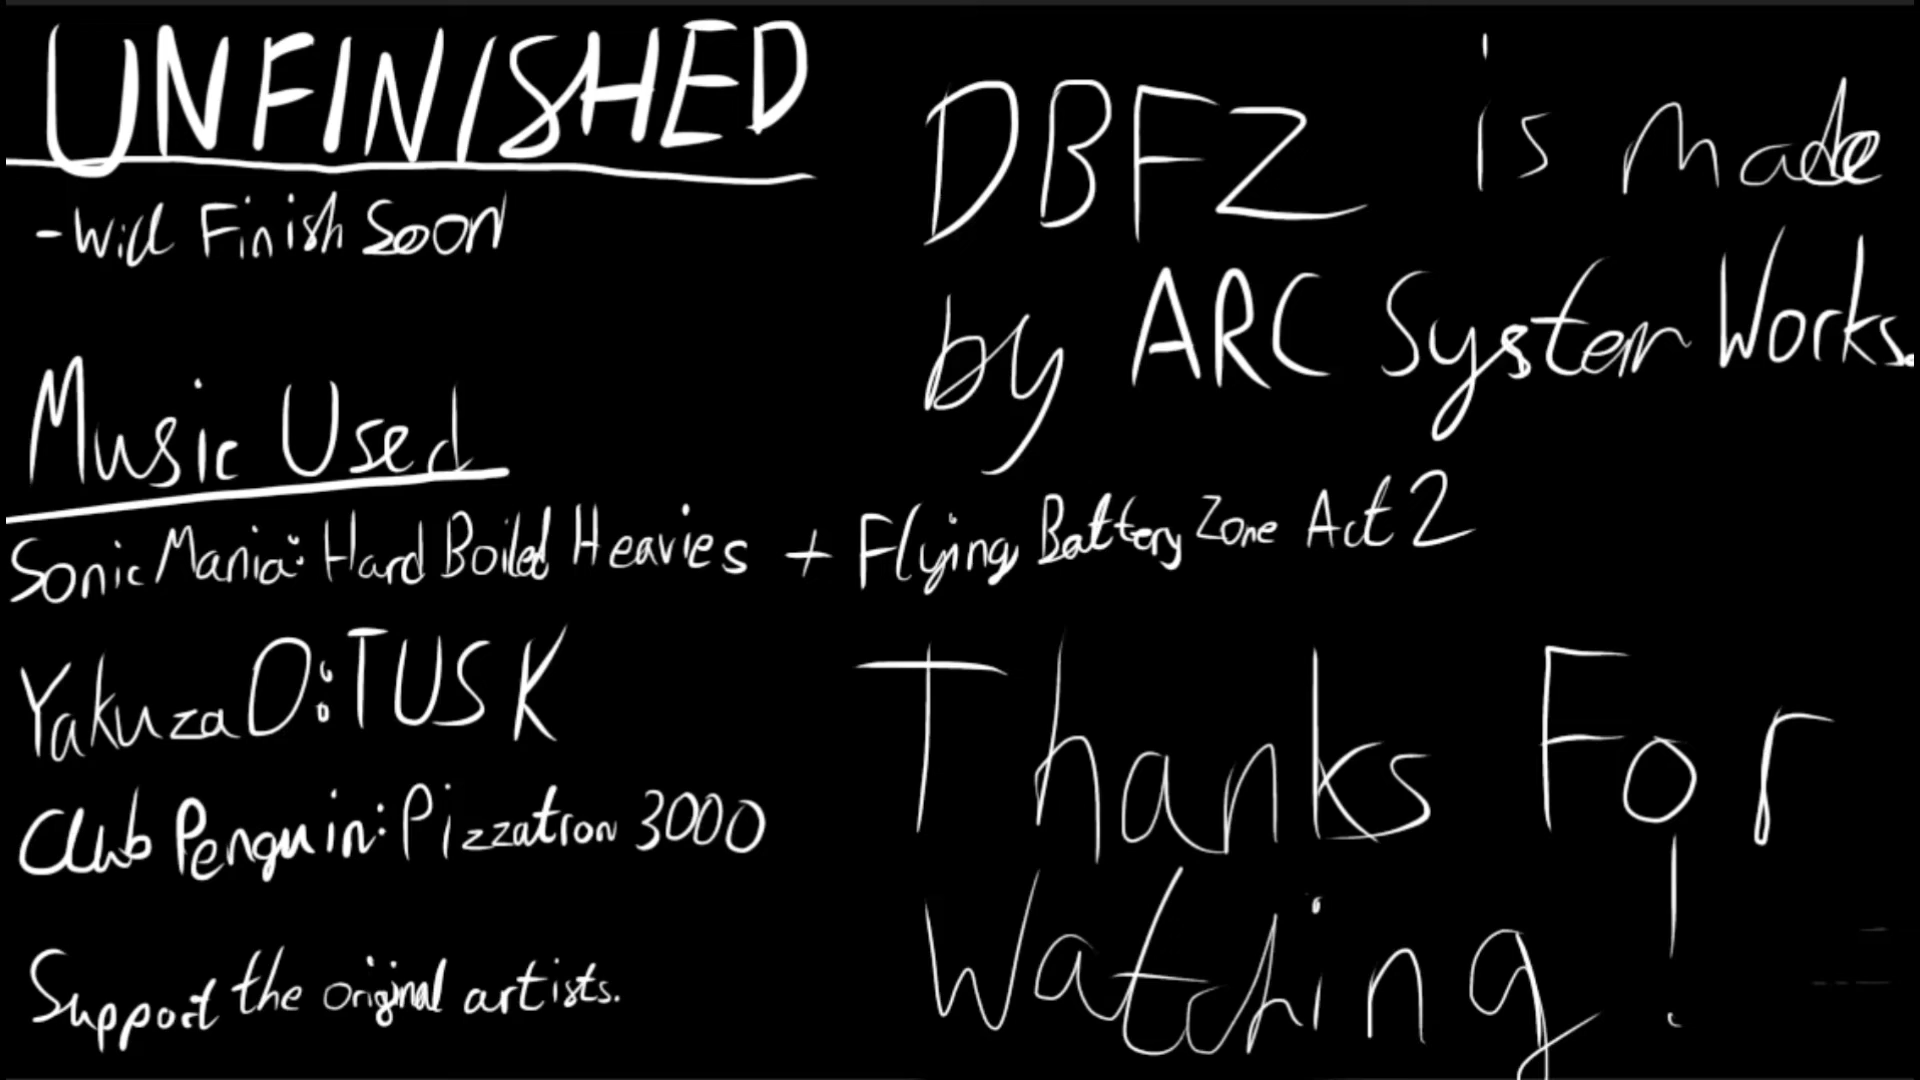 UNFINISHED
- Will Finish Soon
DBFZ is made
by ARC System Works.
Music Used
Sonic Mania: Hard Boiled Heavies + Flying Battery Zone Act 2
Yakuza 0: TUSK
Club Penguin: Pizzatron 3000
Support the original artists.
Thanks For
Watching!